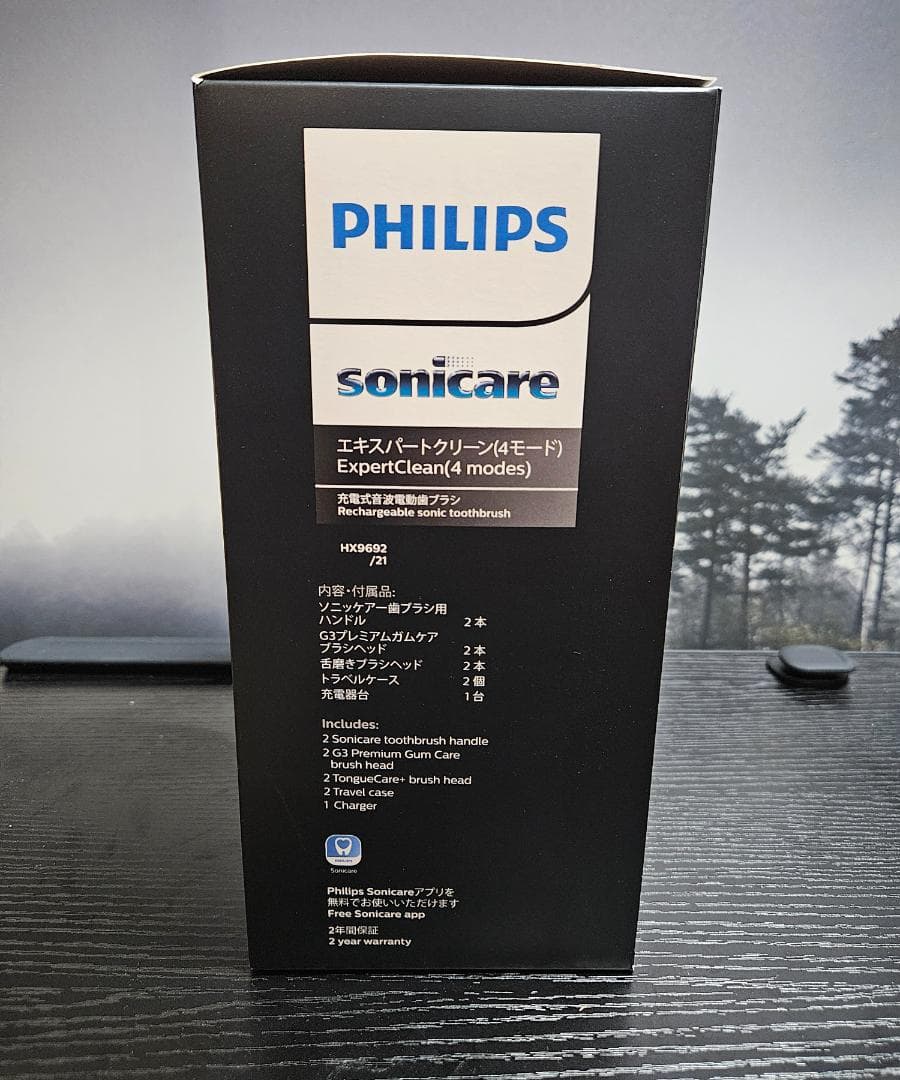 PHILIPS
sonicare
エキスパートクリーン(4モード)
ExpertClean(4 modes)
充電式音波電動歯ブラシ
Rechargeable sonic toothbrush
HX9692
/21
内容・付属品:
ソニッケアー歯ブラシ用
ハンドル 2本
G3プレミアムガムケア
ブラシヘッド 2本
舌磨きブラシヘッド 2本
トラベルケース 2個
充電器台 1台
Includes:
2 Sonicare toothbrush handle
2 G3 Premium Gum Care
brush head
2 TongueCare+ brush head
2 Travel case
1 Charger
PHILIPS
Sonicare
Philips Sonicareアプリを
無料でお使いいただけます
Free Sonicare app
2年間保証
2 year warranty